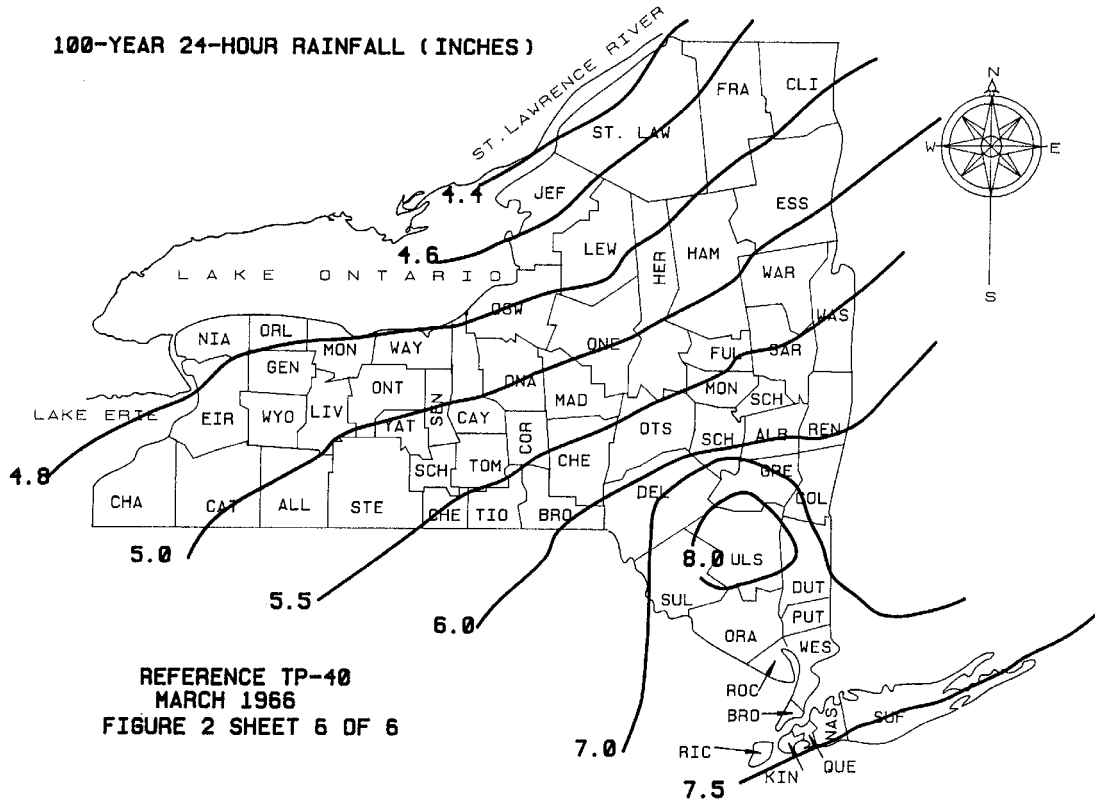 100-YEAR 24-HOUR RAINFALL (INCHES)
ST. LAWRENCE RIVER
FRA
CLI
N
ST. LAW
W
E
4.4
JEF
ESS
4.6
LEW
HER
HAM
LAKE ONTARIO
WAR
S
OSW
WAS
NIA
ORL
MON
WAY
ONE
FUL
SAR
GEN
ONT
ONA
MON
SCH
LAKE ERIE
EIR
WYO
LIV
YAT
SEN
CAY
MAD
COR
OTS
SCH
ALB
REN
4.8
SCH
TOM
CHE
GRE
CHA
CAT
ALL
STE
CHE
TIO
BRO
DEL
COL
5.0
8.0
ULS
5.5
SUL
DUT
6.0
ORA
PUT
WES
REFERENCE TP-40
MARCH 1966
FIGURE 2 SHEET 6 OF 6
ROC
BRO
NAS
SUF
7.0
RIC
KIN
QUE
7.5